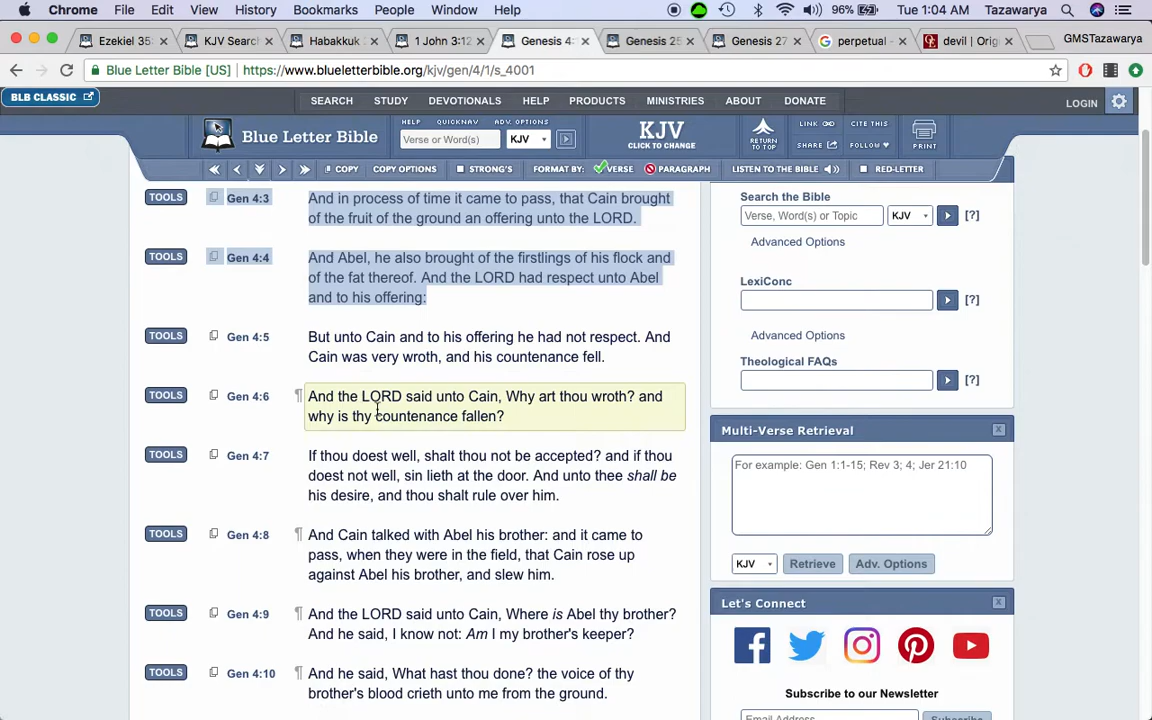 Chrome File Edit View History Bookmarks People Window Help 96% Tue 1:04 AM Tazawarya
Ezekiel 35: KJV Search Habakkuk 1 John 3:12 Genesis 4: Genesis 25 Genesis 27 perpetual - devil | Orig GMSTazawarya
Blue Letter Bible [US] | https://www.blueletterbible.org/kjv/gen/4/1/s_4001
BLB CLASSIC
SEARCH STUDY DEVOTIONALS HELP PRODUCTS MINISTRIES ABOUT DONATE LOGIN
Blue Letter Bible
HELP QUICKNAV ADV. OPTIONS
Verse or Word(s) KJV
KJV
CLICK TO CHANGE
RETURN TO TOP
LINK CITE THIS
SHARE FOLLOW
PRINT
COPY COPY OPTIONS STRONG'S FORMAT BY: VERSE PARAGRAPH LISTEN TO THE BIBLE RED-LETTER
TOOLS Gen 4:3 And in process of time it came to pass, that Cain brought
of the fruit of the ground an offering unto the LORD.
TOOLS Gen 4:4 And Abel, he also brought of the firstlings of his flock and
of the fat thereof. And the LORD had respect unto Abel
and to his offering:
TOOLS Gen 4:5 But unto Cain and to his offering he had not respect. And
Cain was very wroth, and his countenance fell.
TOOLS Gen 4:6 ¶ And the LORD said unto Cain, Why art thou wroth? and
why is thy countenance fallen?
TOOLS Gen 4:7 If thou doest well, shalt thou not be accepted? and if thou
doest not well, sin lieth at the door. And unto thee shall be
his desire, and thou shalt rule over him.
TOOLS Gen 4:8 ¶ And Cain talked with Abel his brother: and it came to
pass, when they were in the field, that Cain rose up
against Abel his brother, and slew him.
TOOLS Gen 4:9 ¶ And the LORD said unto Cain, Where is Abel thy brother?
And he said, I know not: Am I my brother's keeper?
TOOLS Gen 4:10 ¶ And he said, What hast thou done? the voice of thy
brother's blood crieth unto me from the ground.
Search the Bible
Verse, Word(s) or Topic KJV [?]
Advanced Options
LexiConc
[?]
Advanced Options
Theological FAQs
[?]
Multi-Verse Retrieval x
For example: Gen 1:1-15; Rev 3; 4; Jer 21:10
KJV Retrieve Adv. Options
Let's Connect x
Subscribe to our Newsletter
Email Address Subscribe